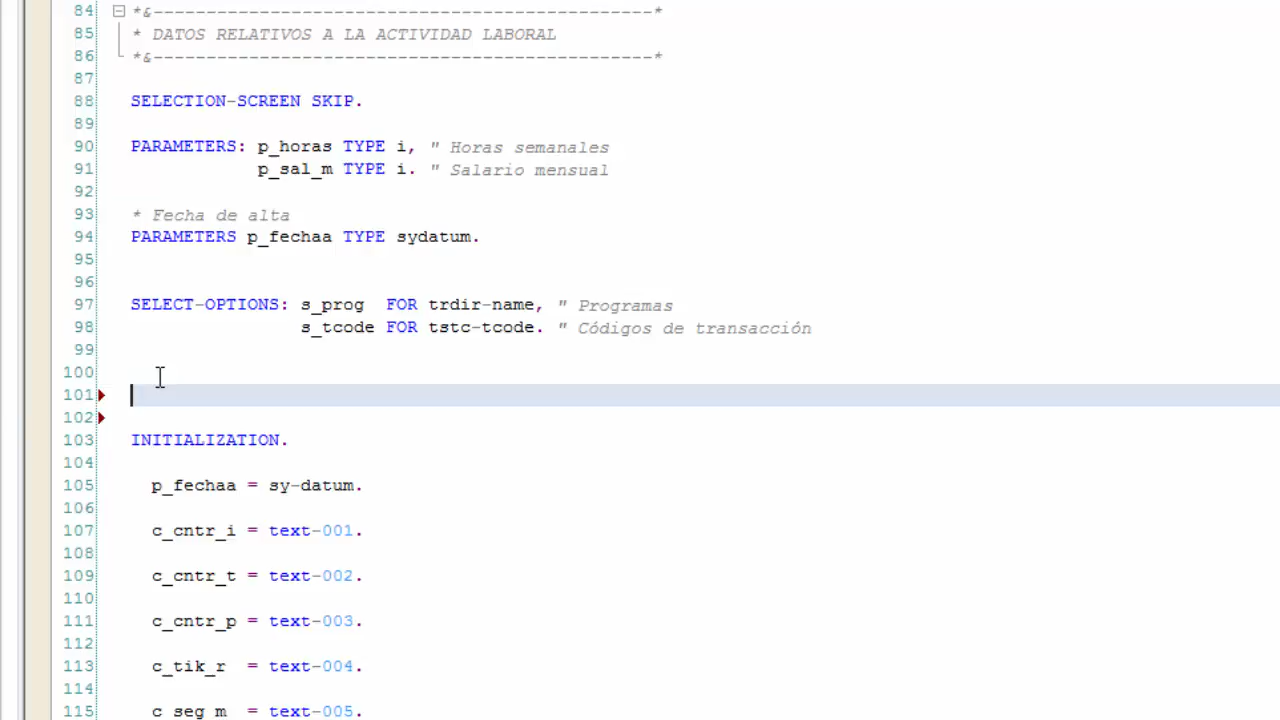 84 *&-----------------------------------------------*
85 * DATOS RELATIVOS A LA ACTIVIDAD LABORAL
86 *&-----------------------------------------------*
87
88 SELECTION-SCREEN SKIP.
89
90 PARAMETERS: p_horas TYPE i, " Horas semanales
91             p_sal_m TYPE i. " Salario mensual
92
93 * Fecha de alta
94 PARAMETERS p_fechaa TYPE sydatum.
95
96
97 SELECT-OPTIONS: s_prog  FOR trdir-name, " Programas
98                 s_tcode FOR tstc-tcode. " Códigos de transacción
99
100
101
102
103 INITIALIZATION.
104
105   p_fechaa = sy-datum.
106
107   c_cntr_i = text-001.
108
109   c_cntr_t = text-002.
110
111   c_cntr_p = text-003.
112
113   c_tik_r  = text-004.
114
115   c_seg_m  = text-005.